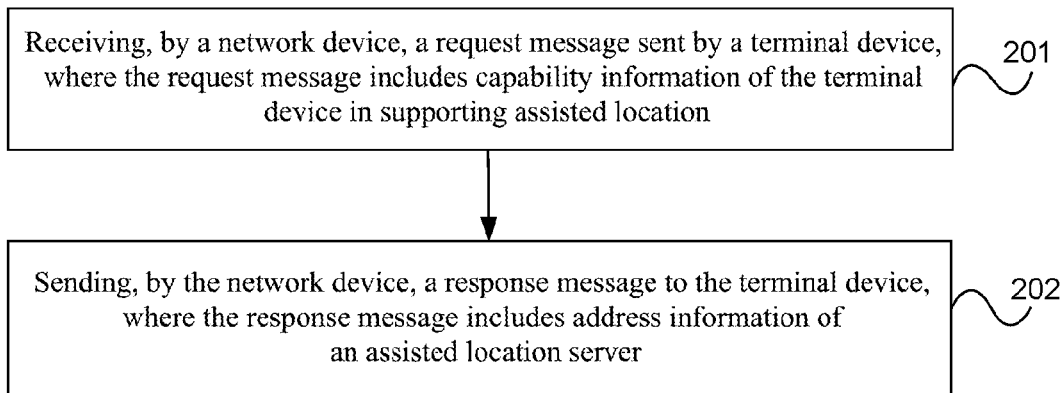 Receiving, by a network device, a request message sent by a terminal device,
where the request message includes capability information of the terminal
device in supporting assisted location
201
Sending, by the network device, a response message to the terminal device,
where the response message includes address information of
an assisted location server
202